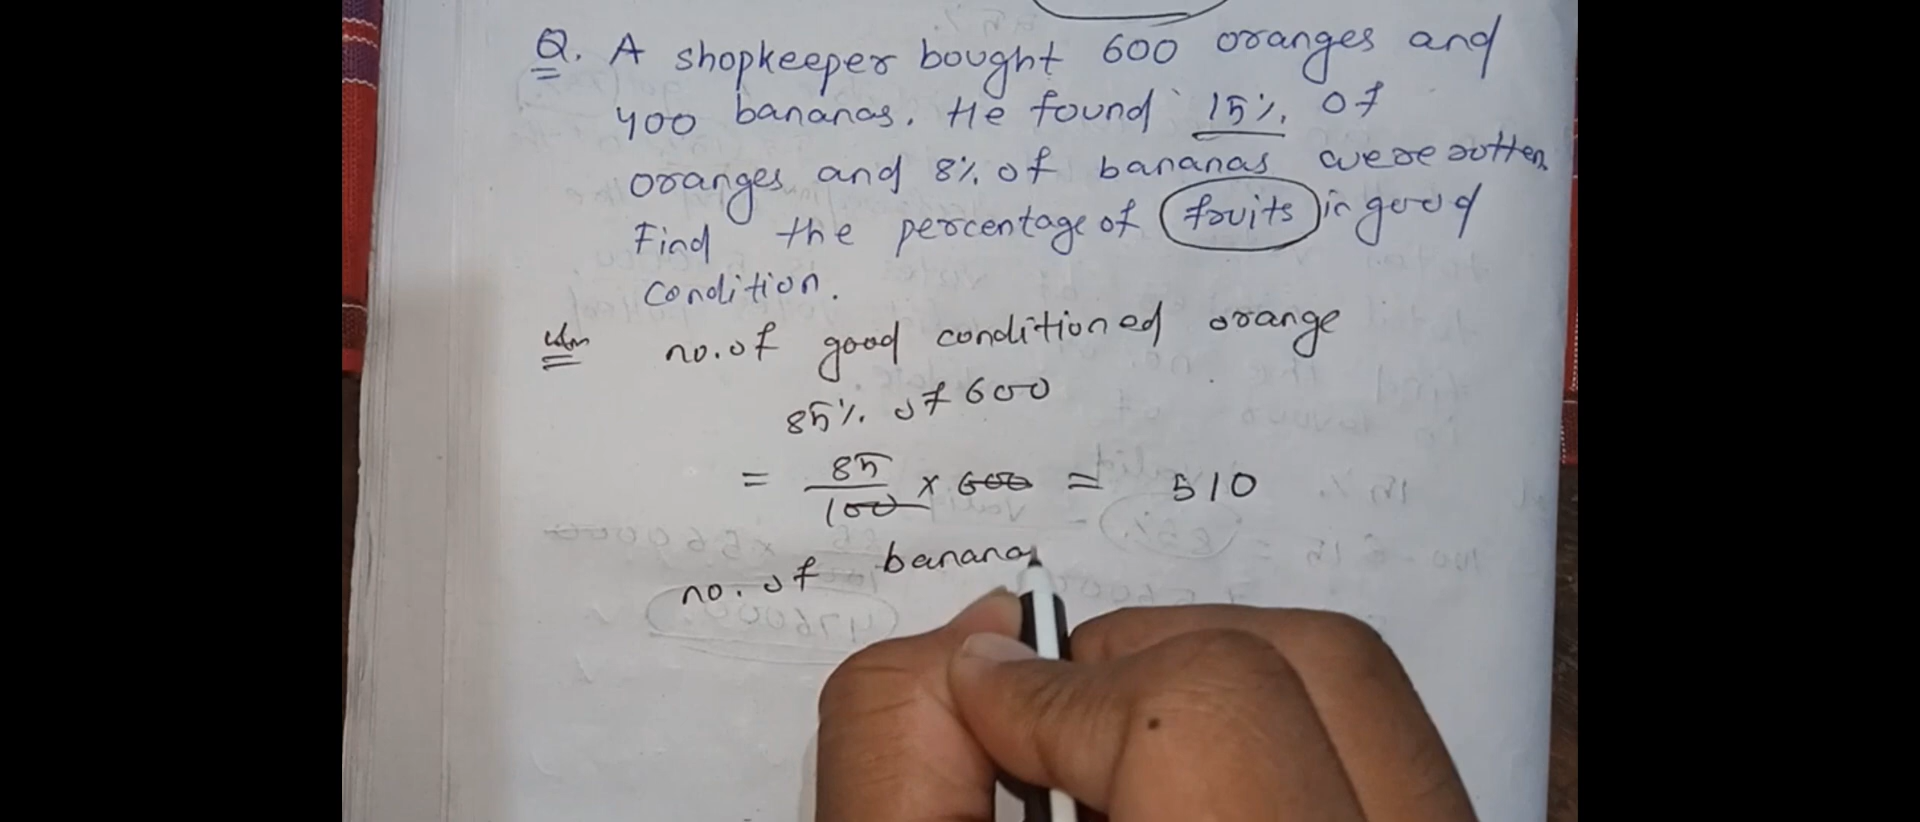 Q. A shopkeeper bought 600 oranges and
400 bananas. He found 15% of
oranges and 8% of bananas were rotten.
Find the percentage of fruits in good
condition.
no. of good conditioned orange
85% of 600
= 85/100 x 600 = 510
no. of banana